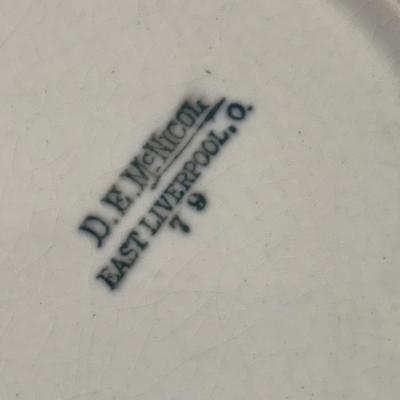 D. E. McNICOL
EAST LIVERPOOL, O.
79